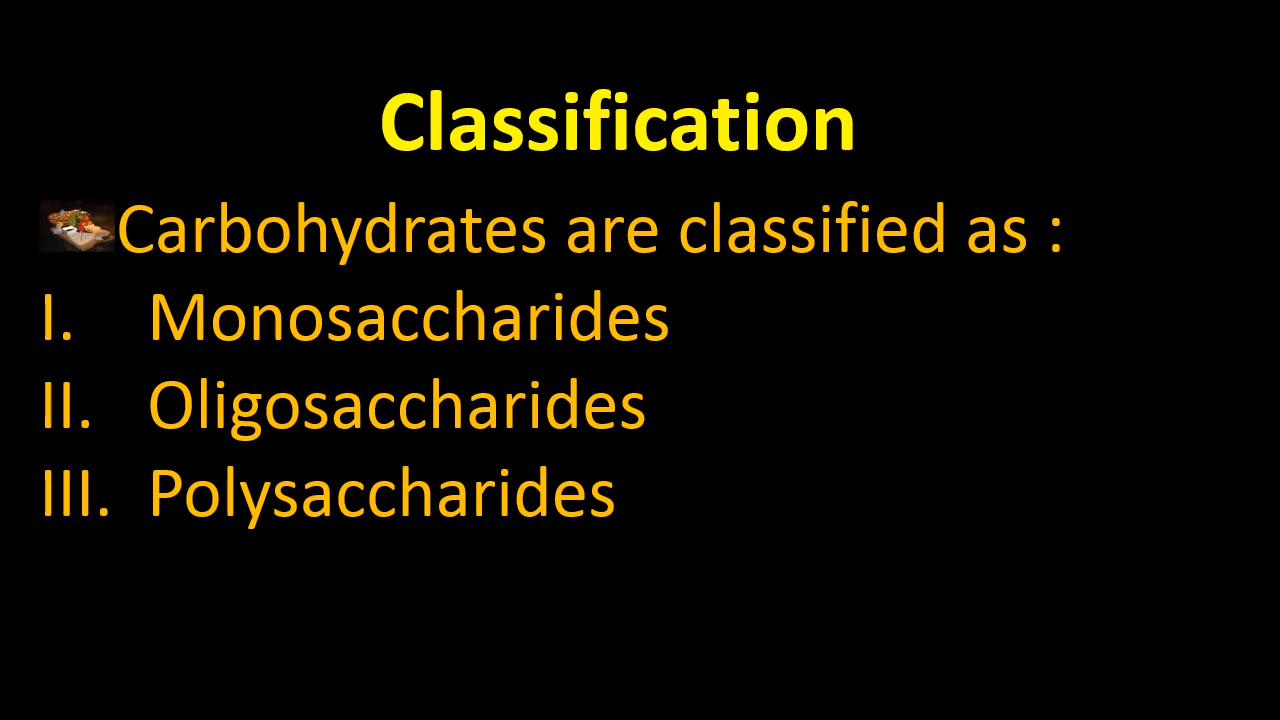 Classification
Carbohydrates are classified as :
I. Monosaccharides
II. Oligosaccharides
III. Polysaccharides